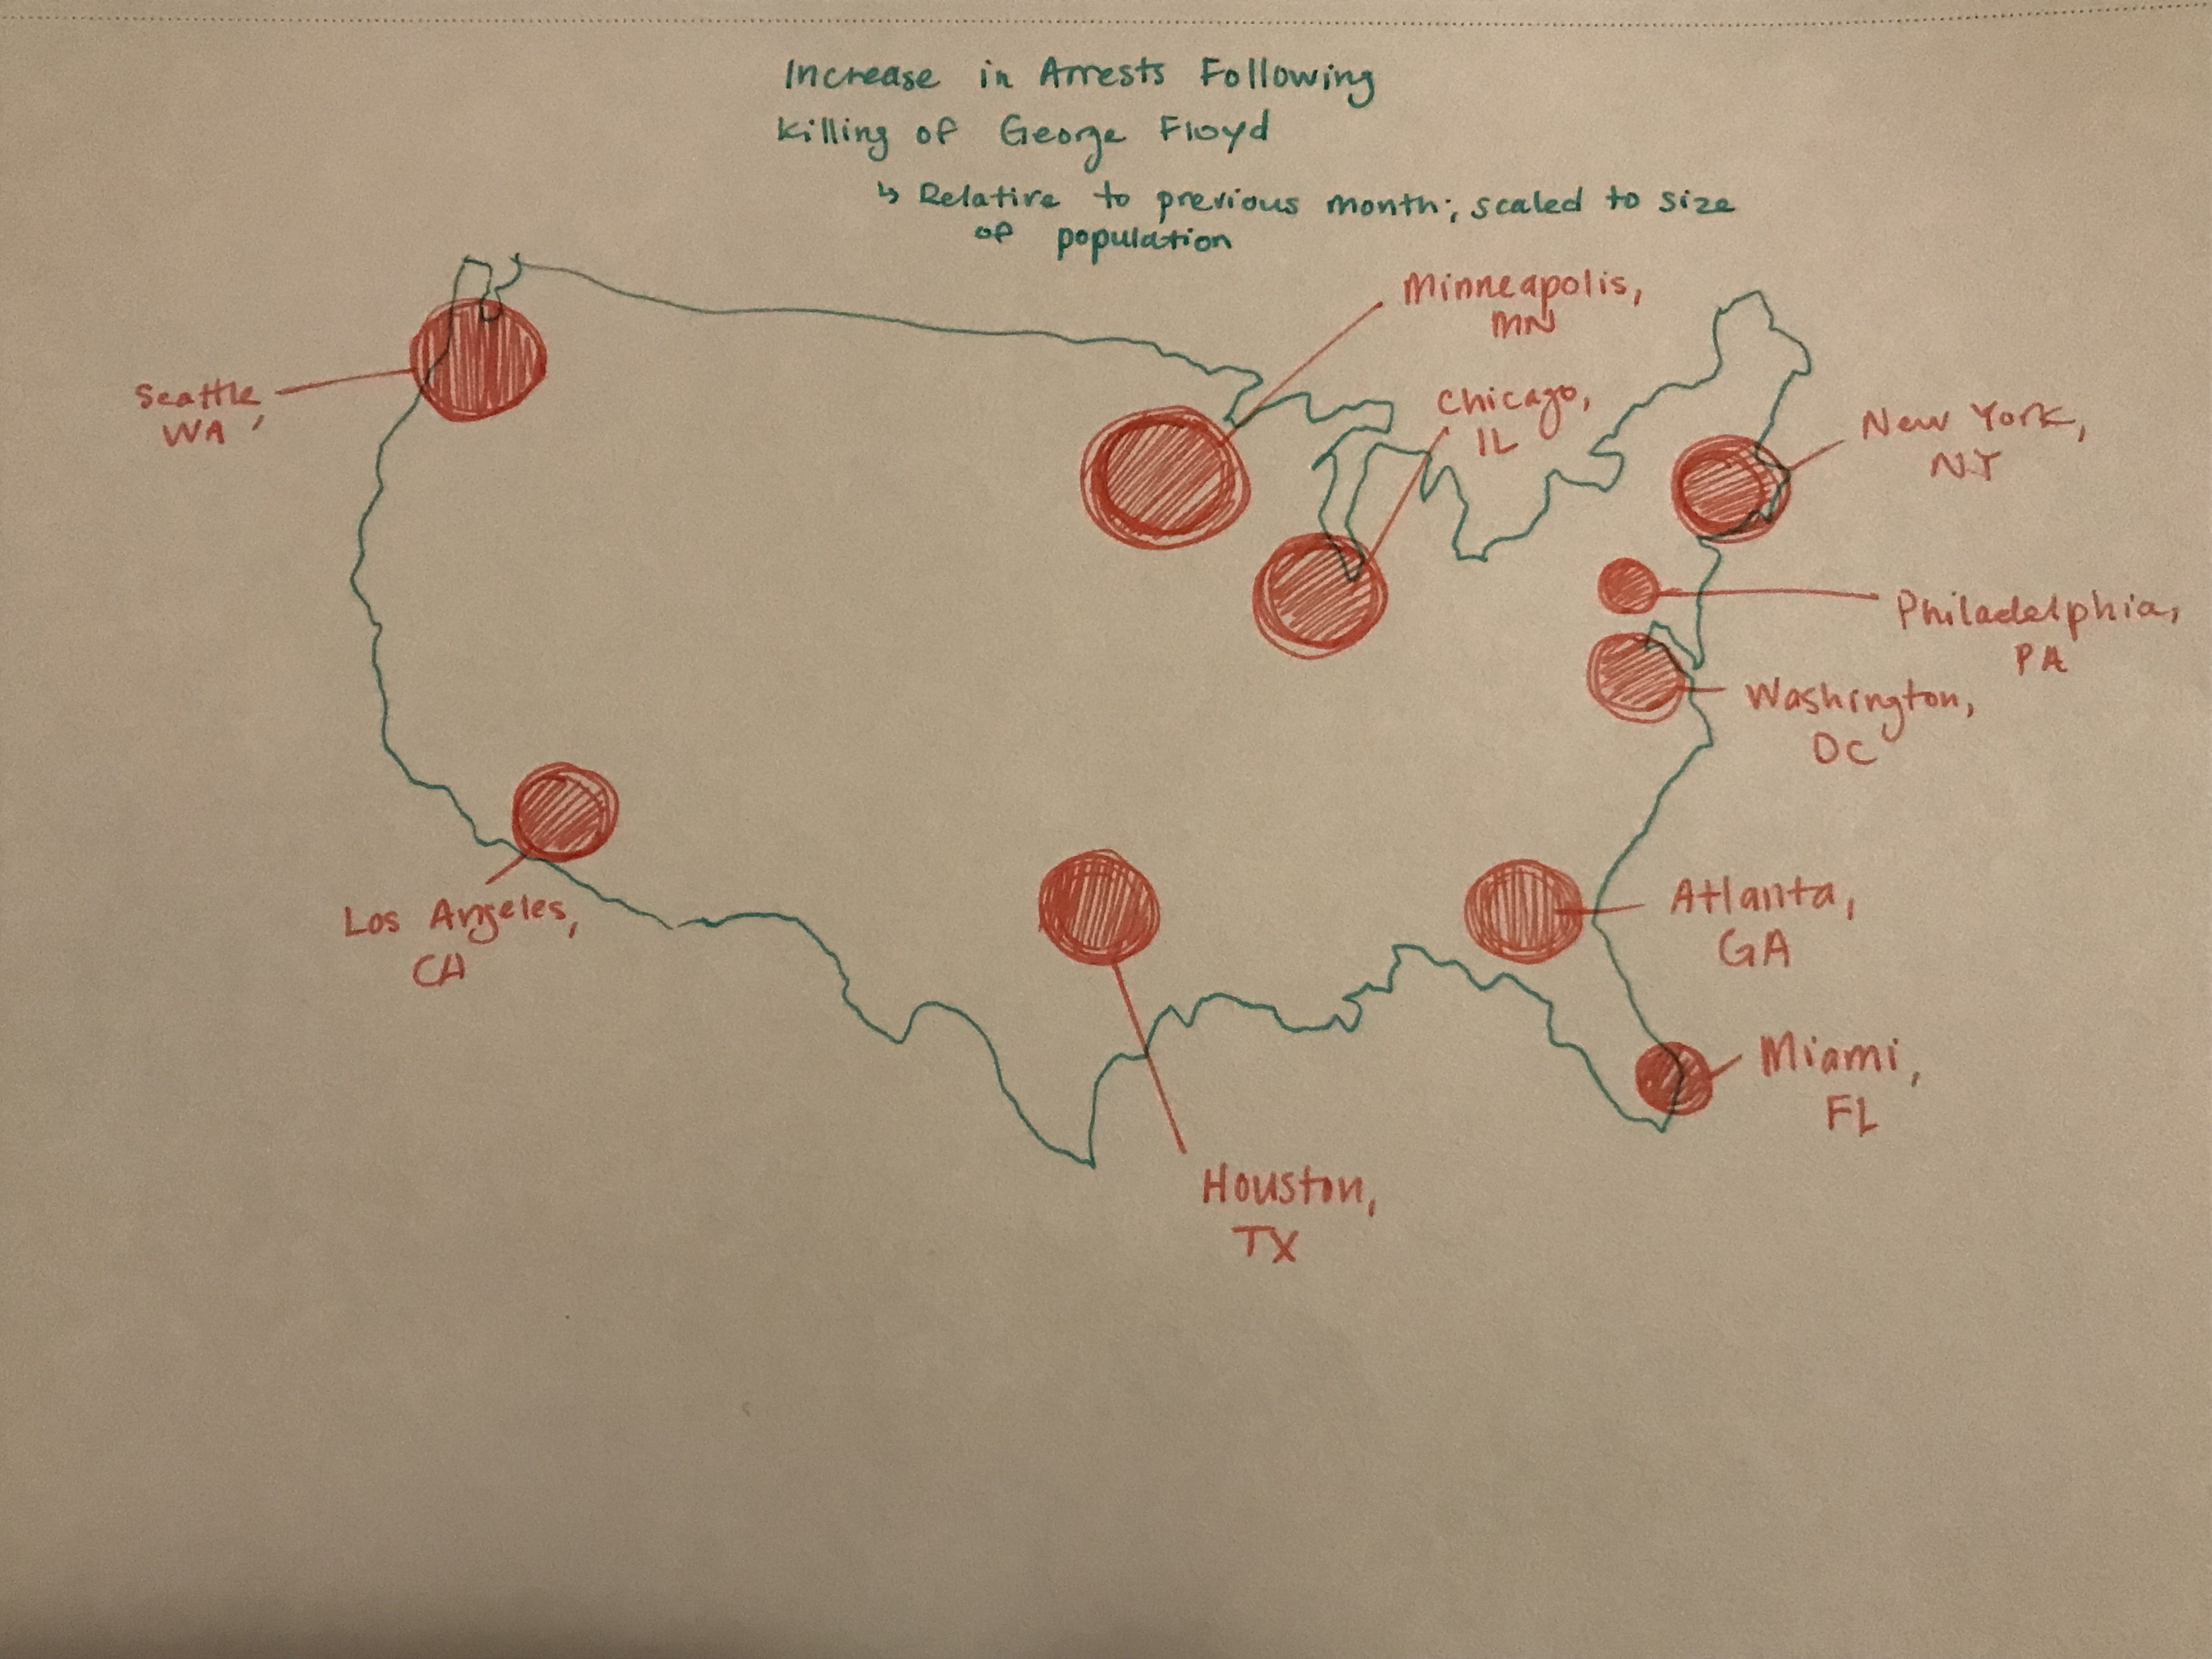 Increase in Arrests Following
Killing of George Floyd
↳ Relative to previous month; scaled to size
of population
Minneapolis,
MN
Chicago,
IL
Seattle,
WA
New York,
NY
Philadelphia,
PA
Washington,
DC
Los Angeles,
CA
Atlanta,
GA
Miami,
FL
Houston,
TX